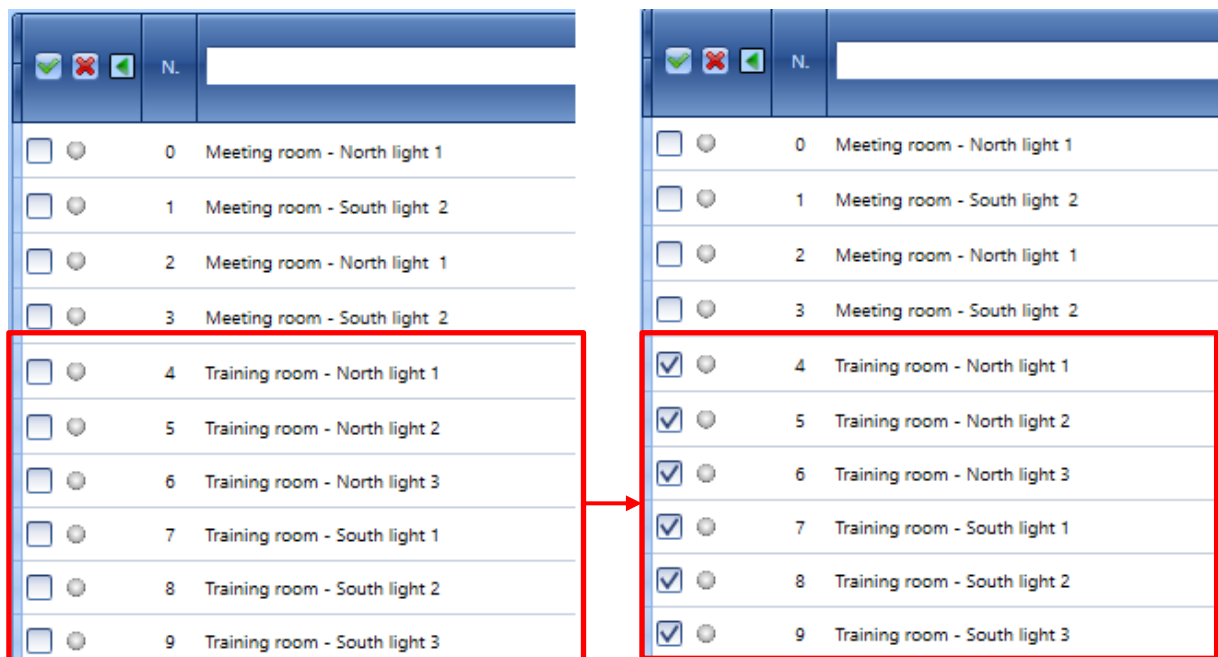 N.
0 Meeting room - North light 1
1 Meeting room - South light  2
2 Meeting room - North light  1
3 Meeting room - South light  2
4 Training room - North light 1
5 Training room - North light 2
6 Training room - North light 3
7 Training room - South light 1
8 Training room - South light 2
9 Training room - South light 3
N.
0 Meeting room - North light 1
1 Meeting room - South light  2
2 Meeting room - North light  1
3 Meeting room - South light  2
4 Training room - North light 1
5 Training room - North light 2
6 Training room - North light 3
7 Training room - South light 1
8 Training room - South light 2
9 Training room - South light 3